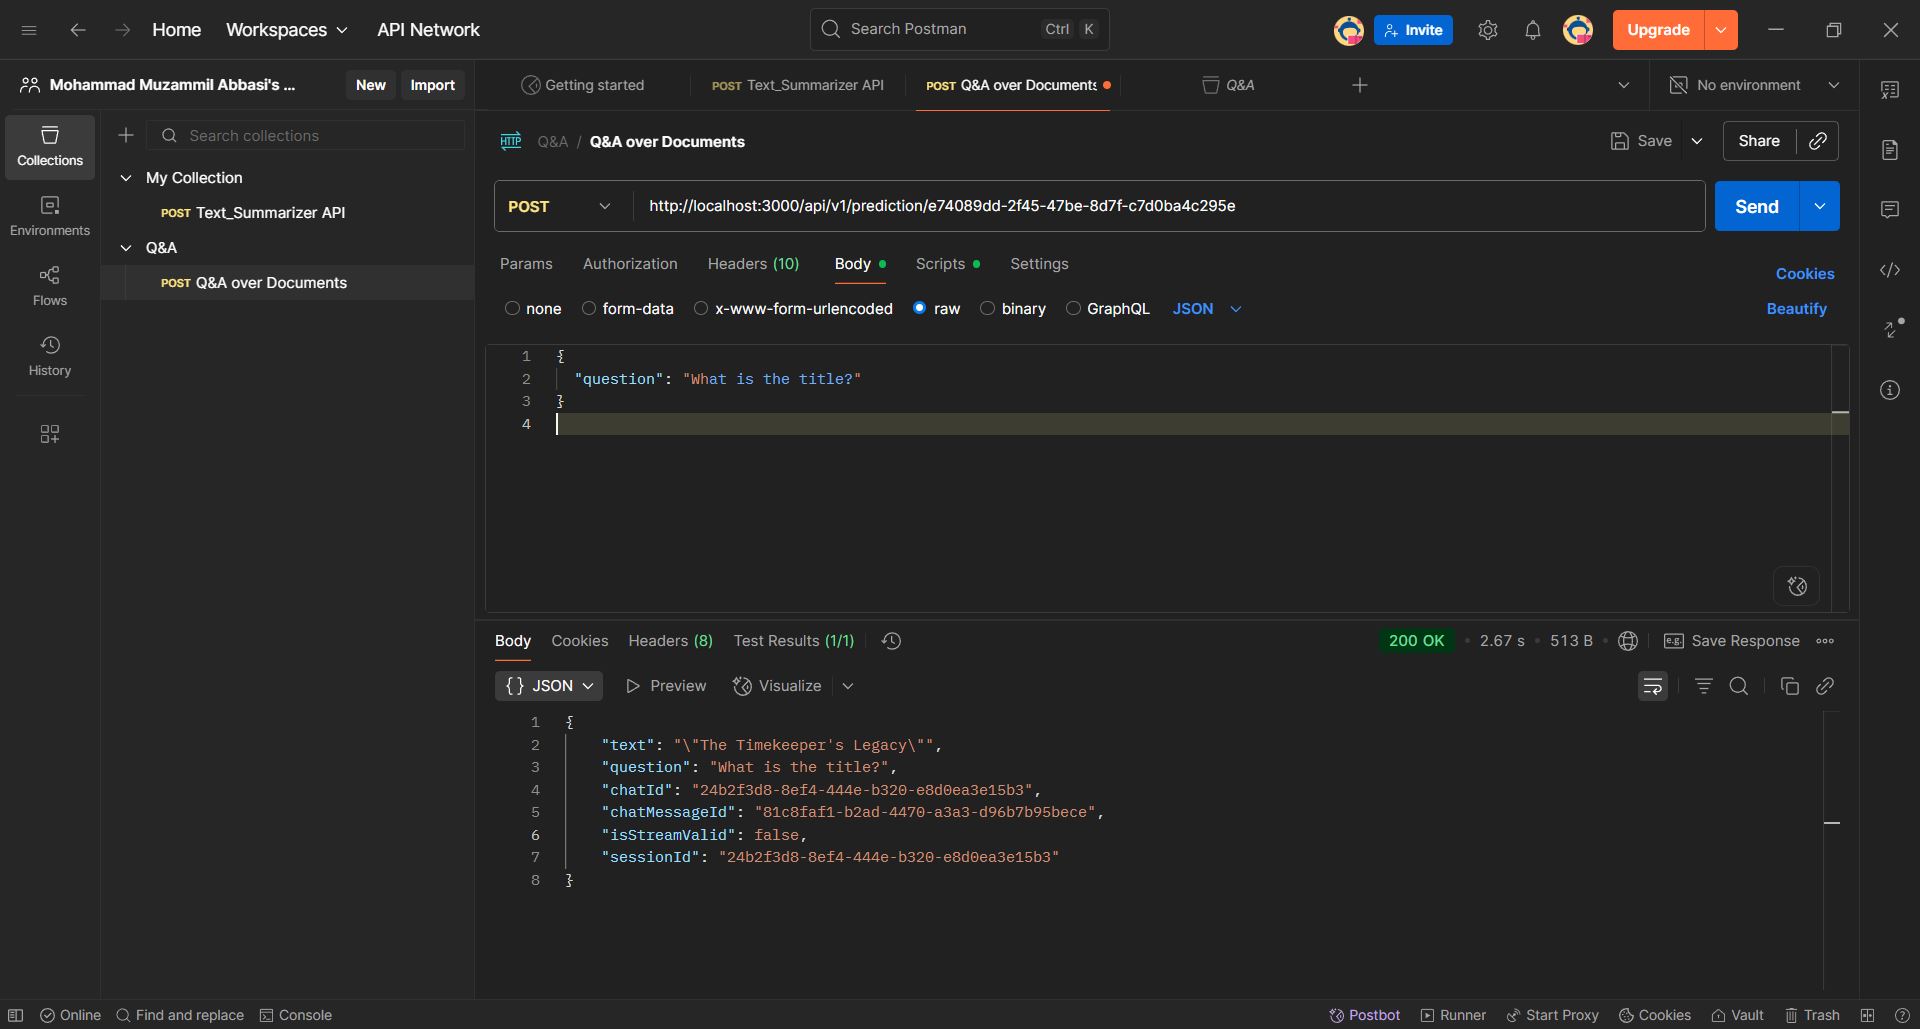 Home
Workspaces
API Network
Search Postman
Ctrl K
Invite
Upgrade
Mohammad Muzammil Abbasi's ...
New
Import
Getting started
POST Text_Summarizer API
POST Q&A over Documents
Q&A
No environment
Collections
Environments
Flows
History
Search collections
My Collection
POST Text_Summarizer API
Q&A
POST Q&A over Documents
HTTP Q&A / Q&A over Documents
Save
Share
POST
http://localhost:3000/api/v1/prediction/e74089dd-2f45-47be-8d7f-c7d0ba4c295e
Send
Params Authorization Headers (10) Body Scripts Settings
Cookies
none form-data x-www-form-urlencoded raw binary GraphQL JSON
Beautify
1 {
2 "question": "What is the title?"
3 }
4
Body Cookies Headers (8) Test Results (1/1)
200 OK • 2.67 s • 513 B
e.g. Save Response
{} JSON Preview Visualize
1 {
2 "text": "\"The Timekeeper's Legacy\"",
3 "question": "What is the title?",
4 "chatId": "24b2f3d8-8ef4-444e-b320-e8d0ea3e15b3",
5 "chatMessageId": "81c8faf1-b2ad-4470-a3a3-d96b7b95bece",
6 "isStreamValid": false,
7 "sessionId": "24b2f3d8-8ef4-444e-b320-e8d0ea3e15b3"
8 }
Online Find and replace Console
Postbot Runner Start Proxy Cookies Vault Trash